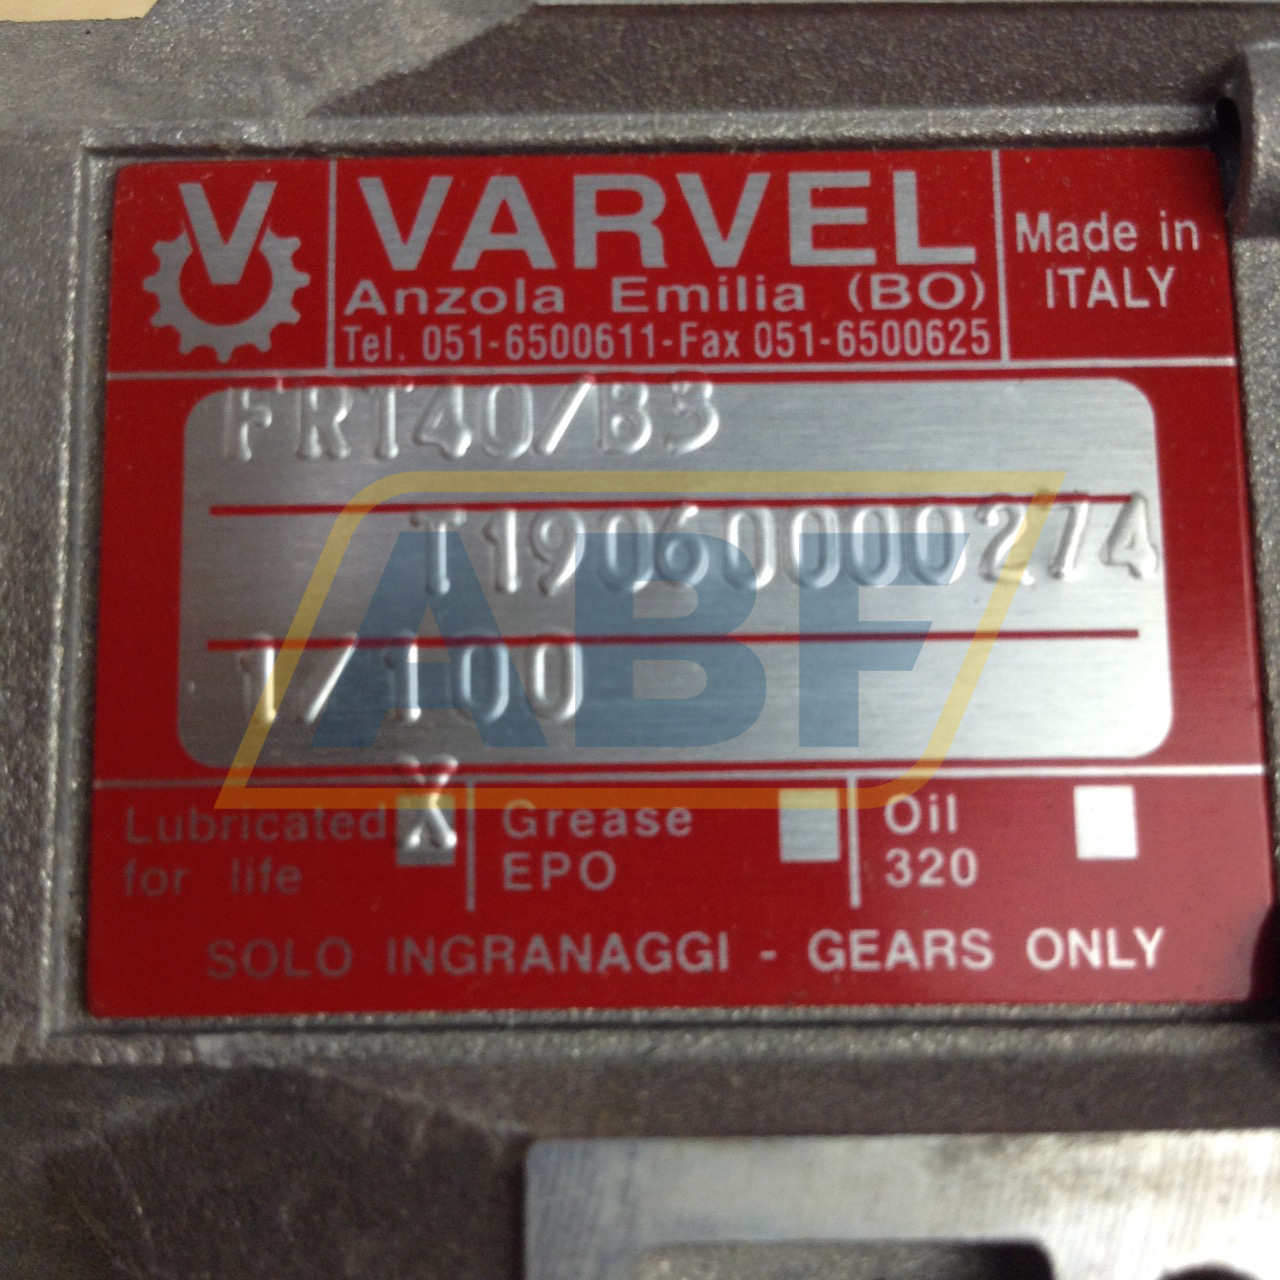 V
VARVEL
Anzola Emilia (BO)
Tel. 051-6500611-Fax 051-6500625
Made in
ITALY
FRT40/B3
T19060000274
1/100
ABF
Lubricated
for life
X
Grease
EPO
Oil
320
SOLO INGRANAGGI - GEARS ONLY